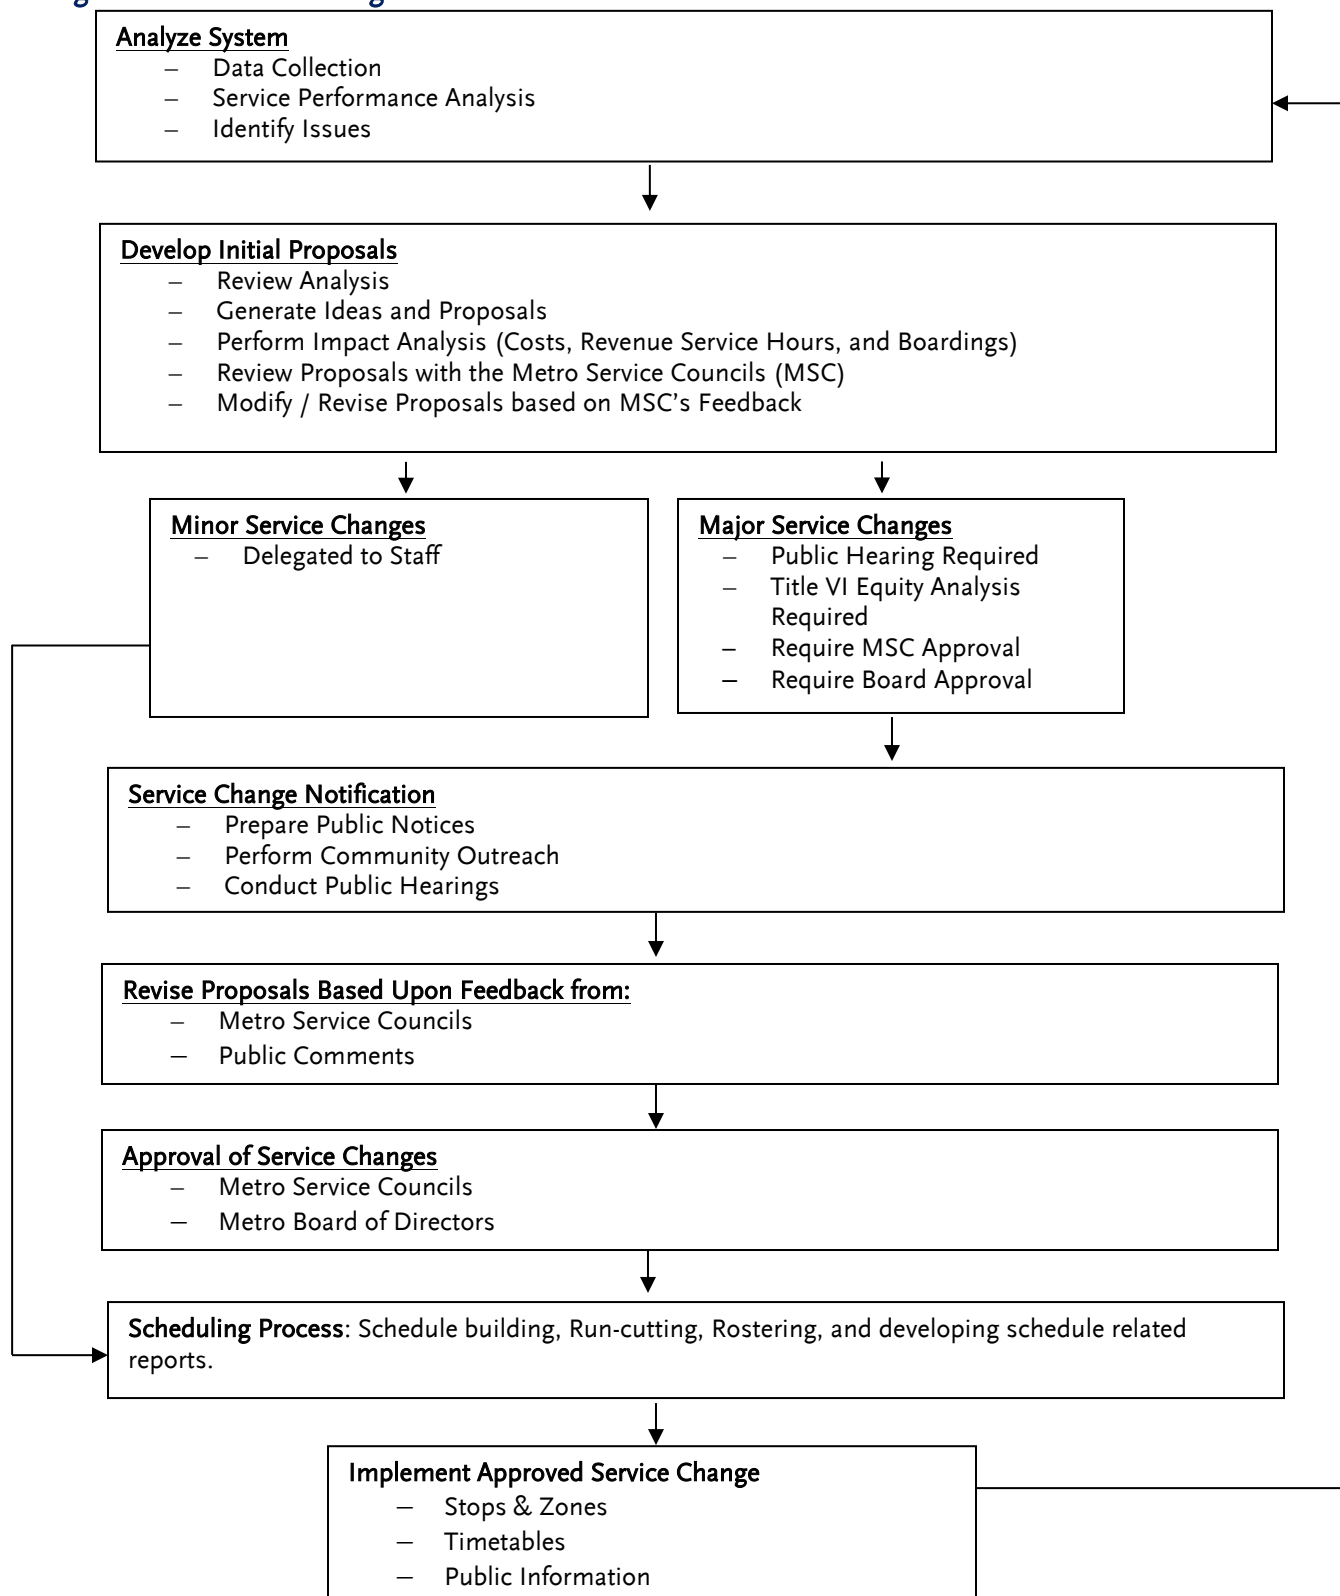 Analyze System
– Data Collection
– Service Performance Analysis
– Identify Issues
Develop Initial Proposals
– Review Analysis
– Generate Ideas and Proposals
– Perform Impact Analysis (Costs, Revenue Service Hours, and Boardings)
– Review Proposals with the Metro Service Councils (MSC)
– Modify / Revise Proposals based on MSC’s Feedback
Minor Service Changes
– Delegated to Staff
Major Service Changes
– Public Hearing Required
– Title VI Equity Analysis
Required
– Require MSC Approval
– Require Board Approval
Service Change Notification
– Prepare Public Notices
– Perform Community Outreach
– Conduct Public Hearings
Revise Proposals Based Upon Feedback from:
– Metro Service Councils
– Public Comments
Approval of Service Changes
– Metro Service Councils
– Metro Board of Directors
Scheduling Process: Schedule building, Run-cutting, Rostering, and developing schedule related
reports.
Implement Approved Service Change
– Stops & Zones
– Timetables
– Public Information